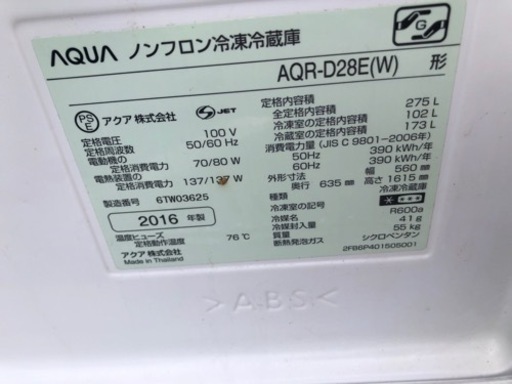 AQUA ノンフロン冷凍冷蔵庫
AQR-D28E(W) 形
G
PS
E
アクア 株式会社
S JET
定格電圧 100 V
定格周波数 50/60 Hz
電動機の
定格消費電力 70/80 W
電熱装置の
定格消費電力 137/137 W
製造番号 6TW03625
2016 年製
温度ヒューズ
定格動作温度 76℃
アクア 株式会社
Made in Thailand
定格内容積
全定格内容積 275 L
冷凍室の定格内容積 102 L
冷蔵室の定格内容積 173 L
消費電力量 (JIS C 9801-2006年)
50Hz 390 kWh/年
60Hz 390 kWh/年
外形寸法 幅 560 mm
奥行 635 mm 高さ 1615 mm
種類 冷凍冷蔵庫
冷凍室の記号
冷媒名 R600a
冷媒封入量 41g
質量 55 kg
断熱発泡ガス シクロペンタン
2FB6P401505001
>ABS<